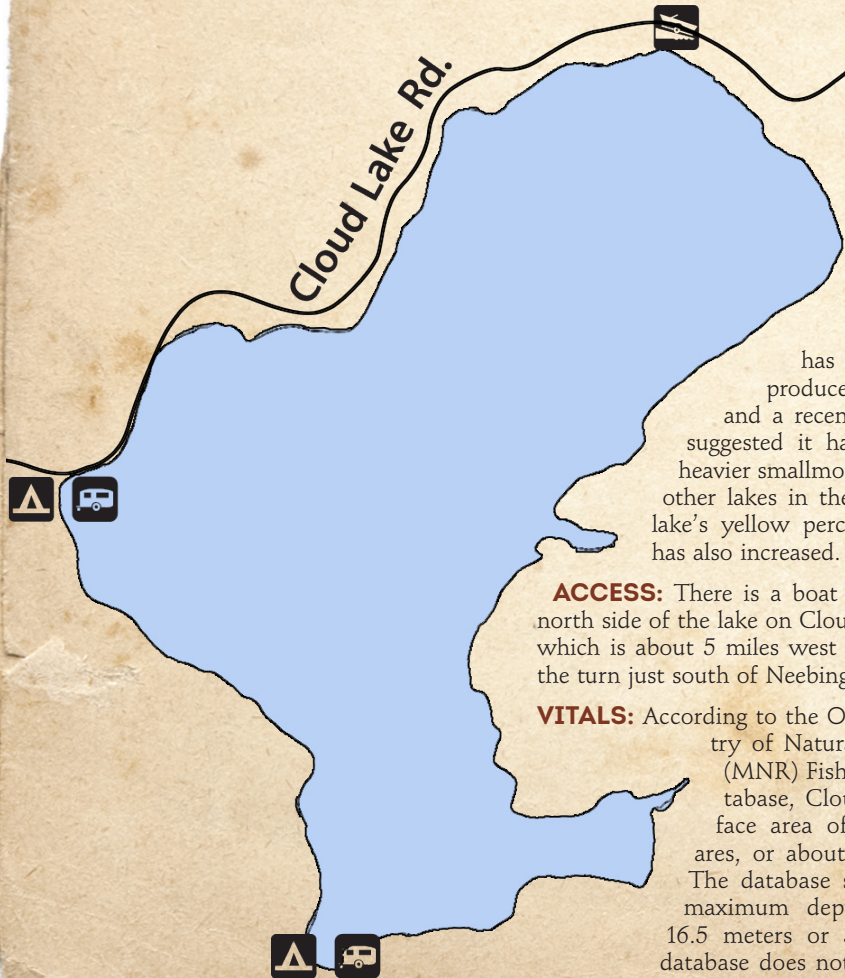 Cloud Lake Rd.
has
produce
and a recen
suggested it ha
heavier smallmo
other lakes in the
lake's yellow perc
has also increased.
ACCESS: There is a boat
north side of the lake on Clou
which is about 5 miles west
the turn just south of Neebing
VITALS: According to the O
try of Natura
(MNR) Fish
tabase, Clou
face area of
ares, or about
The database s
maximum dep
16.5 meters or a
database does not